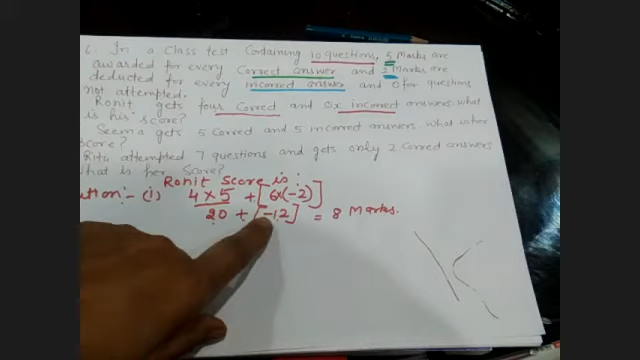 6. In a Class test Containing 10 questions, 5 Marks are
awarded for every Correct answer and 2 Marks are
deducted for every incorrect answer and 0 for questions
not attempted.
Ronit gets four Correct and six incorrect answers. what
is his score?
Seema gets 5 Correct and 5 incorrect answers. What is her
Score?
Ritu attempted 7 questions and gets only 2 Correct answers
What is her Score?
Ronit Score is :
ution:- (i) 4 × 5 + [6×(-2)]
20 + [-12] = 8 Marks.